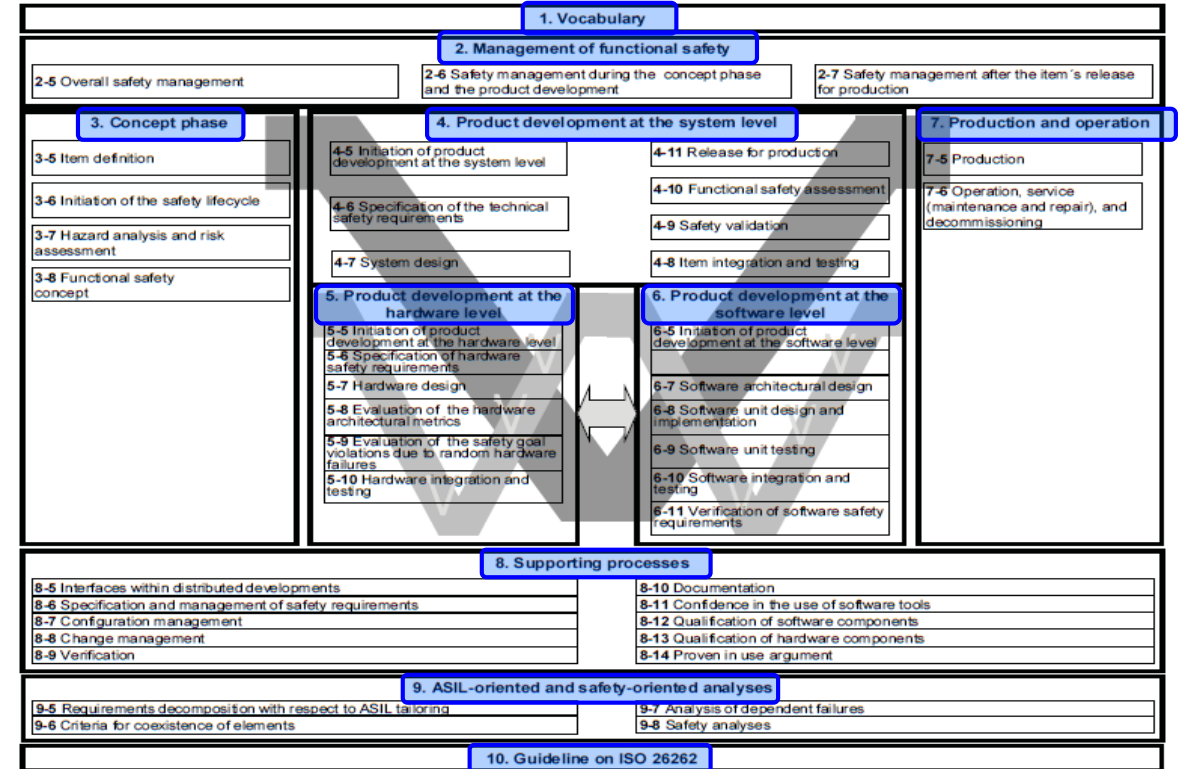 1. Vocabulary
2. Management of functional safety
2-5 Overall safety management
2-6 Safety management during the concept phase
and the product development
2-7 Safety management after the item´s release
for production
3. Concept phase
3-5 Item definition
3-6 Initiation of the safety lifecycle
3-7 Hazard analysis and risk
assessment
3-8 Functional safety
concept
4. Product development at the system level
4-5 Initiation of product
development at the system level
4-6 Specification of the technical
safety requirements
4-7 System design
4-11 Release for production
4-10 Functional safety assessment
4-9 Safety validation
4-8 Item integration and testing
7. Production and operation
7-5 Production
7-6 Operation, service
(maintenance and repair), and
decommissioning
5. Product development at the
hardware level
5-5 Initiation of product
development at the hardware level
5-6 Specification of hardware
safety requirements
5-7 Hardware design
5-8 Evaluation of the hardware
architectural metrics
5-9 Evaluation of the safety goal
violations due to random hardware
failures
5-10 Hardware integration and
testing
6. Product development at the
software level
6-5 Initiation of product
development at the software level
6-7 Software architectural design
6-8 Software unit design and
implementation
6-9 Software unit testing
6-10 Software integration and
testing
6-11 Verification of software safety
requirements
8. Supporting processes
8-5 Interfaces within distributed developments
8-6 Specification and management of safety requirements
8-7 Configuration management
8-8 Change management
8-9 Verification
8-10 Documentation
8-11 Confidence in the use of software tools
8-12 Qualification of software components
8-13 Qualification of hardware components
8-14 Proven in use argument
9. ASIL-oriented and safety-oriented analyses
9-5 Requirements decomposition with respect to ASIL tailoring
9-6 Criteria for coexistence of elements
9-7 Analysis of dependent failures
9-8 Safety analyses
10. Guideline on ISO 26262